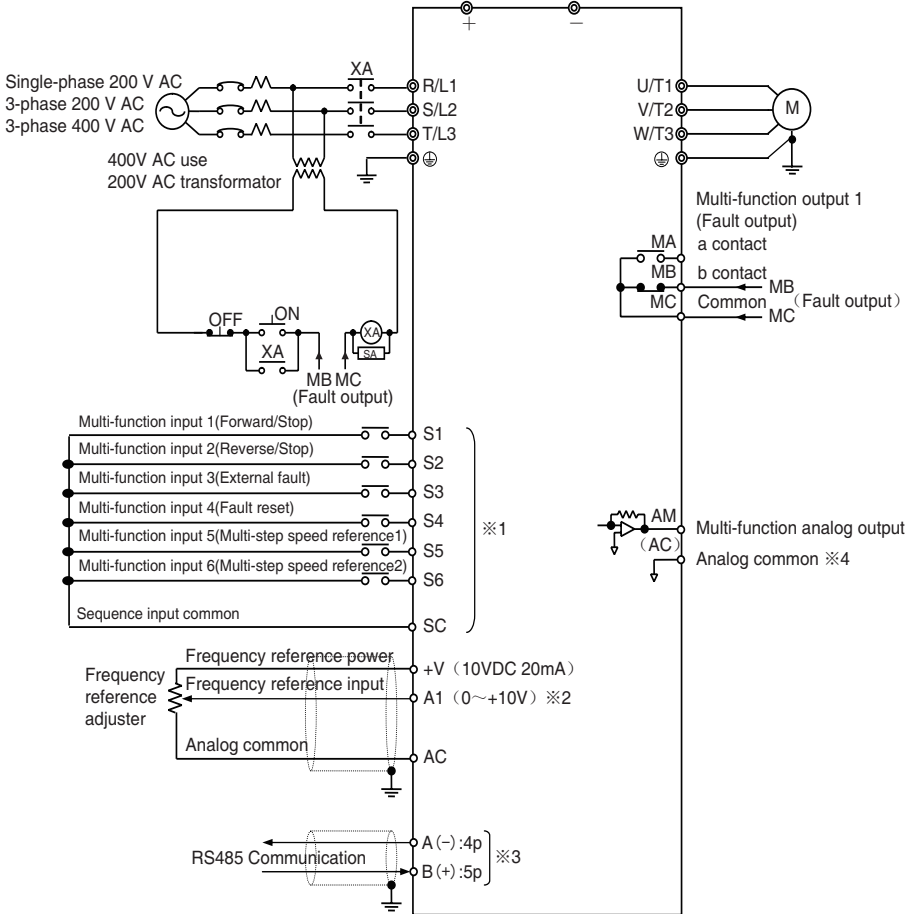 +
−
Single-phase 200 V AC
3-phase 200 V AC
3-phase 400 V AC
XA
R/L1
S/L2
T/L3
U/T1
V/T2
W/T3
M
400V AC use
200V AC transformator
Multi-function output 1
(Fault output)
MA
a contact
MB
b contact
MB
MC
Common
(Fault output)
MC
OFF
ON
XA
XA
SA
MB MC
(Fault output)
Multi-function input 1(Forward/Stop)
S1
Multi-function input 2(Reverse/Stop)
S2
Multi-function input 3(External fault)
S3
Multi-function input 4(Fault reset)
S4
Multi-function input 5(Multi-step speed reference1)
S5
Multi-function input 6(Multi-step speed reference2)
S6
Sequence input common
SC
※1
AM
Multi-function analog output
(AC)
Analog common ※4
Frequency reference power
+V（10VDC 20mA）
Frequency
reference
adjuster
Frequency reference input
A1（0～+10V）※2
Analog common
AC
RS485 Communication
A(−):4p
B(+):5p
※3